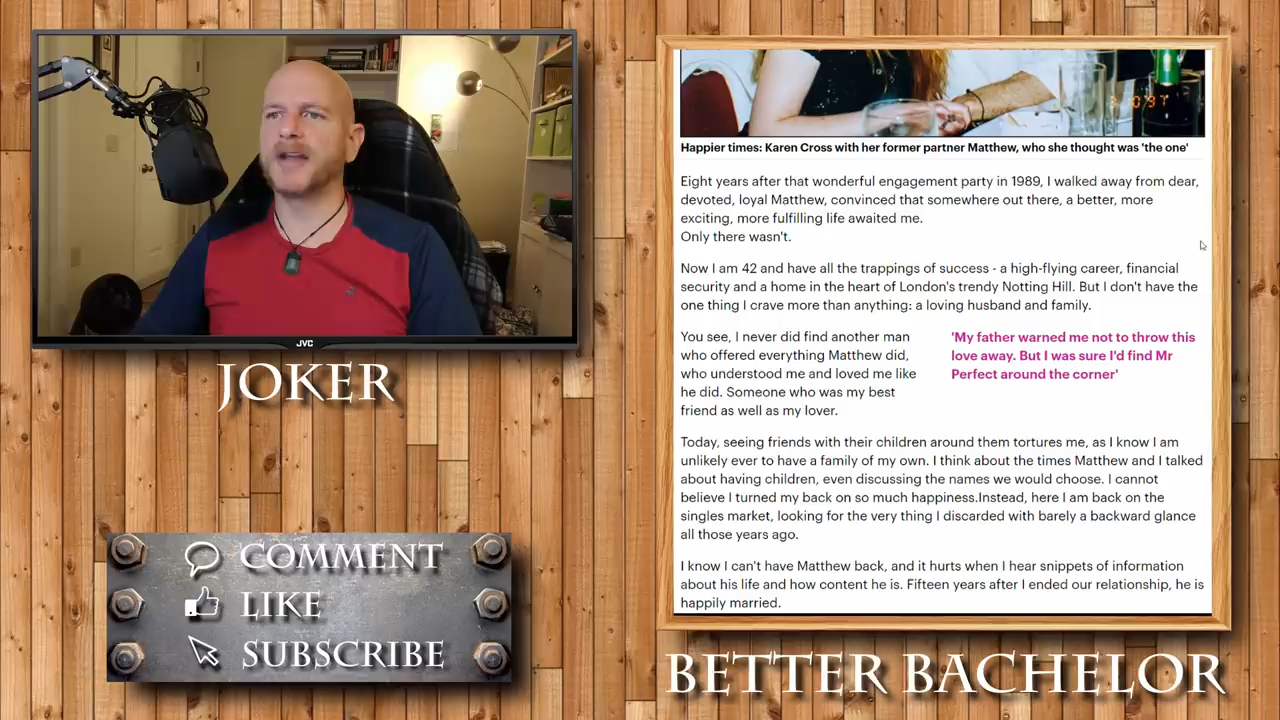 JVC
JOKER
COMMENT
LIKE
SUBSCRIBE
Happier times: Karen Cross with her former partner Matthew, who she thought was 'the one'
Eight years after that wonderful engagement party in 1989, I walked away from dear,
devoted, loyal Matthew, convinced that somewhere out there, a better, more
exciting, more fulfilling life awaited me.
Only there wasn't.
Now I am 42 and have all the trappings of success - a high-flying career, financial
security and a home in the heart of London's trendy Notting Hill. But I don't have the
one thing I crave more than anything: a loving husband and family.
You see, I never did find another man
who offered everything Matthew did,
who understood me and loved me like
he did. Someone who was my best
friend as well as my lover.
'My father warned me not to throw this
love away. But I was sure I'd find Mr
Perfect around the corner'
Today, seeing friends with their children around them tortures me, as I know I am
unlikely ever to have a family of my own. I think about the times Matthew and I talked
about having children, even discussing the names we would choose. I cannot
believe I turned my back on so much happiness.Instead, here I am back on the
singles market, looking for the very thing I discarded with barely a backward glance
all those years ago.
I know I can't have Matthew back, and it hurts when I hear snippets of information
about his life and how content he is. Fifteen years after I ended our relationship, he is
happily married.
BETTER BACHELOR